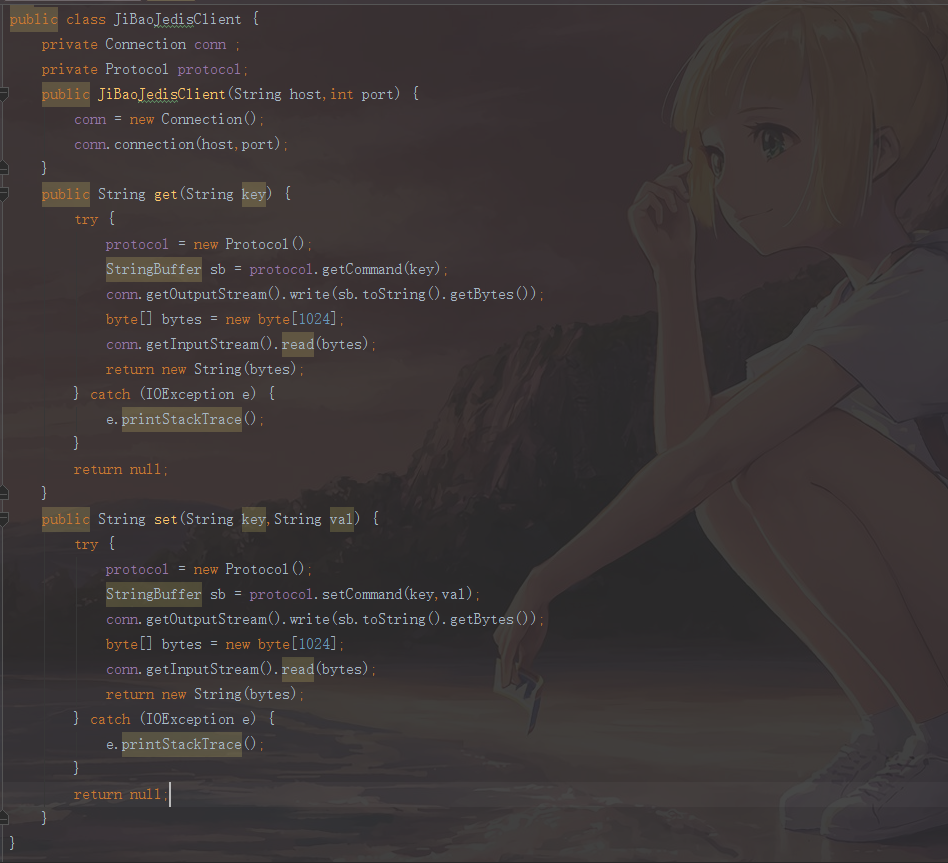 public class JiBaoJedisClient {
    private Connection conn ;
    private Protocol protocol;
    public JiBaoJedisClient(String host,int port) {
        conn = new Connection();
        conn.connection(host,port);
    }
    public String get(String key) {
        try {
            protocol = new Protocol();
            StringBuffer sb = protocol.getCommand(key);
            conn.getOutputStream().write(sb.toString().getBytes());
            byte[] bytes = new byte[1024];
            conn.getInputStream().read(bytes);
            return new String(bytes);
        } catch (IOException e) {
            e.printStackTrace();
        }
        return null;
    }
    public String set(String key,String val) {
        try {
            protocol = new Protocol();
            StringBuffer sb = protocol.setCommand(key,val);
            conn.getOutputStream().write(sb.toString().getBytes());
            byte[] bytes = new byte[1024];
            conn.getInputStream().read(bytes);
            return new String(bytes);
        } catch (IOException e) {
            e.printStackTrace();
        }
        return null;
    }
}